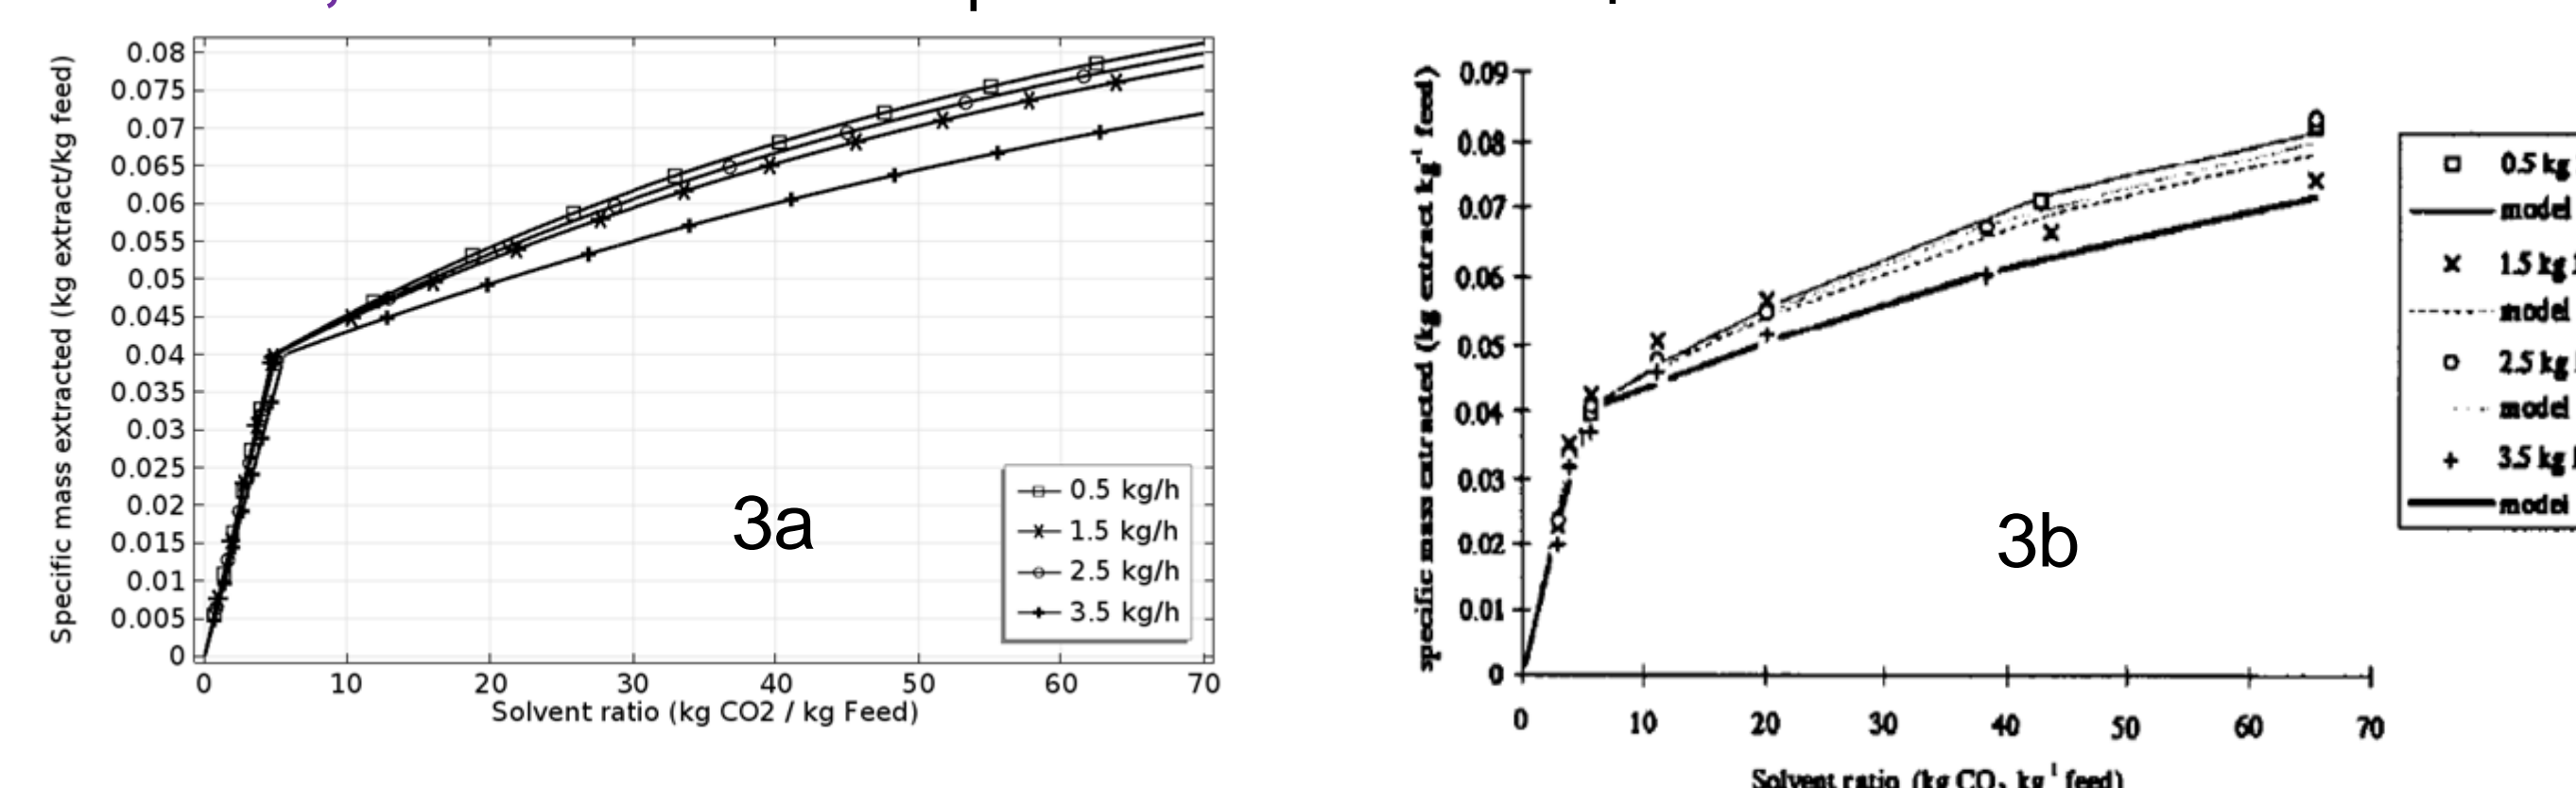 Specific mass extracted (kg extract/kg feed)
0.08
0.075
0.07
0.065
0.06
0.055
0.05
0.045
0.04
0.035
0.03
0.025
0.02
0.015
0.01
0.005
0
0 10 20 30 40 50 60 70
Solvent ratio (kg CO2 / kg Feed)
3a
0.5 kg/h
1.5 kg/h
2.5 kg/h
3.5 kg/h
specific mass extracted (kg extract kg⁻¹ feed)
0.09
0.08
0.07
0.06
0.05
0.04
0.03
0.02
0.01
0
0 10 20 30 40 50 60 70
Solvent ratio (kg CO₂ kg⁻¹ feed)
3b
0.5 kg
model
1.5 kg
model
2.5 kg
model
3.5 kg
model